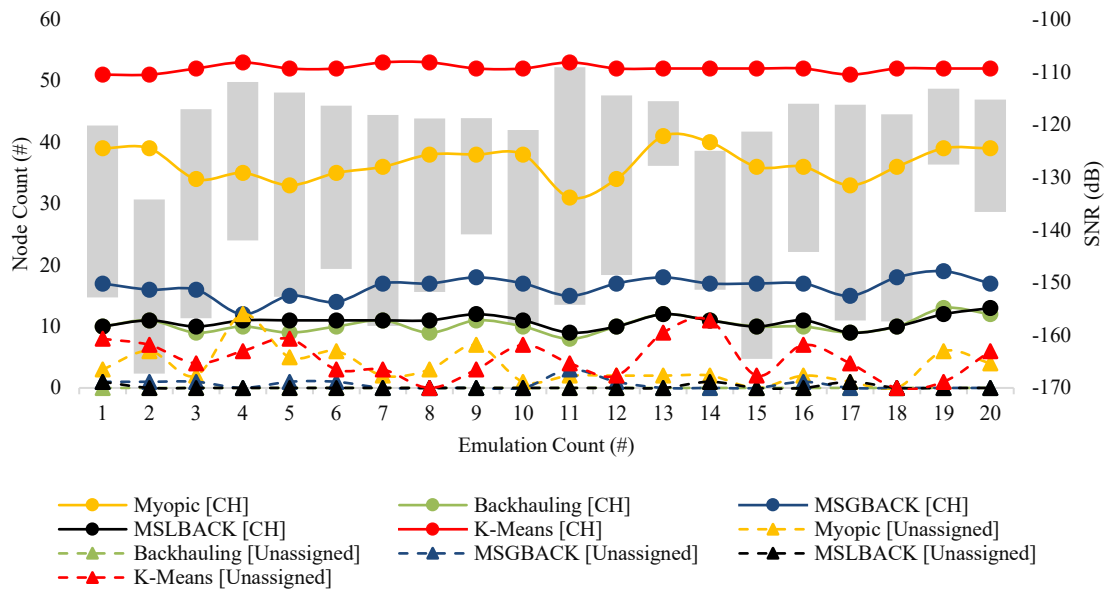 60
50
40
30
20
10
0
Node Count (#)
-100
-110
-120
-130
-140
-150
-160
-170
SNR (dB)
1 2 3 4 5 6 7 8 9 10 11 12 13 14 15 16 17 18 19 20
Emulation Count (#)
Myopic [CH] Backhauling [CH] MSGBACK [CH]
MSLBACK [CH] K-Means [CH] Myopic [Unassigned]
Backhauling [Unassigned] MSGBACK [Unassigned] MSLBACK [Unassigned]
K-Means [Unassigned]